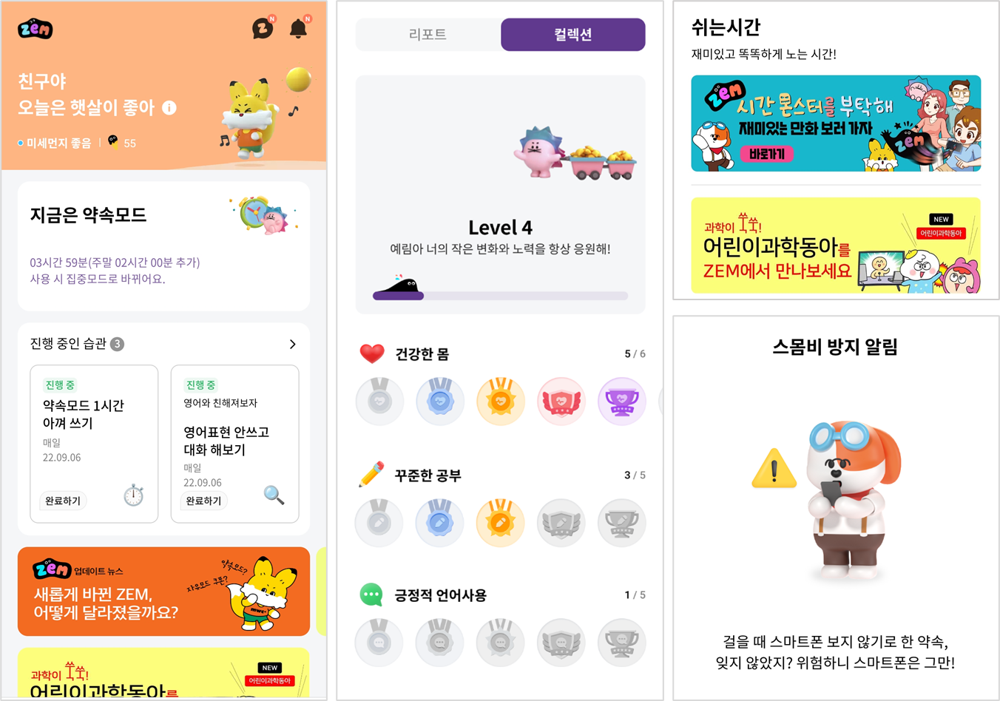 zem
N
N
친구야
오늘은 햇살이 좋아
미세먼지 좋음
55
지금은 약속모드
03시간 59분(주말 02시간 00분 추가)
사용 시 집중모드로 바뀌어요.
진행 중인 습관 3
진행 중
약속모드 1시간
아껴 쓰기
매일
22.09.06
완료하기
진행 중
영어와 친해져보자
영어표현 안쓰고
대화 해보기
매일
22.09.06
완료하기
zem 업데이트 뉴스
새롭게 바뀐 ZEM,
어떻게 달라졌을까요?
약속모드?
자유모드 쿠폰?
과학이 쑥쑥!
어린이과학동아를
NEW
어린이과학동아
리포트
컬렉션
Level 4
예림아 너의 작은 변화와 노력을 항상 응원해!
건강한 몸
5 / 6
꾸준한 공부
3 / 5
긍정적 언어사용
1 / 5
쉬는시간
재미있고 똑똑하게 노는 시간!
zem
시간 몬스터를 부탁해
재미있는 만화 보러 가자
바로가기
zem
과학이 쑥쑥!
어린이과학동아를
ZEM에서 만나보세요
NEW
어린이과학동아
스몸비 방지 알림
걸을 때 스마트폰 보지 않기로 한 약속,
잊지 않았지? 위험하니 스마트폰은 그만!